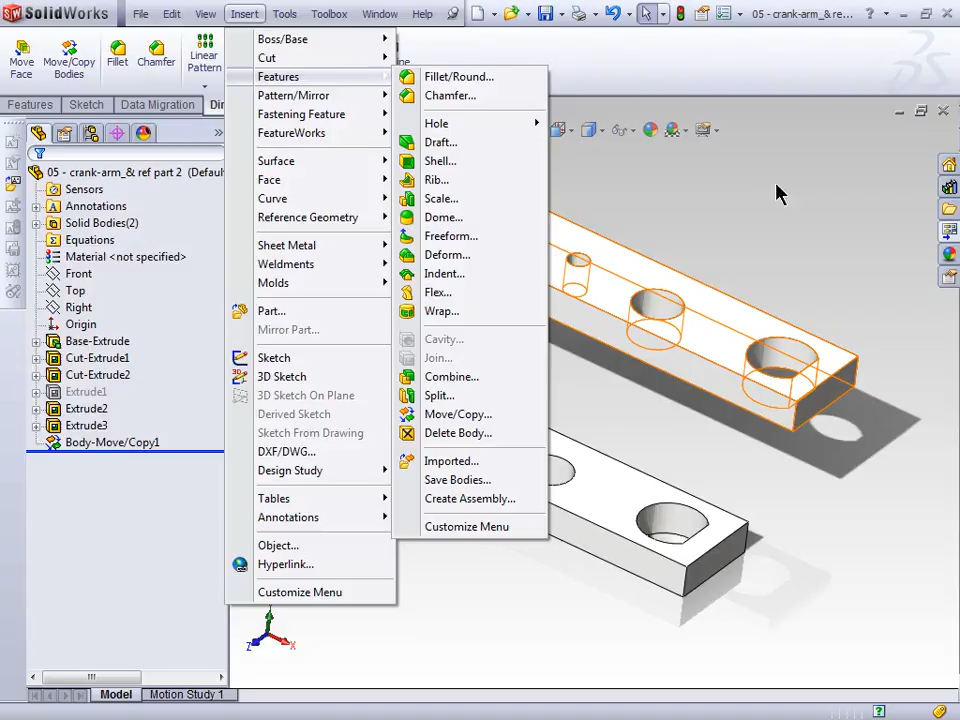 SolidWorks
File
Edit
View
Insert
Tools
Toolbox
Window
Help
05 - crank-arm_& re...
Move Face
Move/Copy Bodies
Fillet
Chamfer
Linear Pattern
Features
Sketch
Data Migration
05 - crank-arm_& ref part 2 (Defau
Sensors
Annotations
Solid Bodies(2)
Equations
Material <not specified>
Front
Top
Right
Origin
Base-Extrude
Cut-Extrude1
Cut-Extrude2
Extrude1
Extrude2
Extrude3
Body-Move/Copy1
Boss/Base
Cut
Features
Pattern/Mirror
Fastening Feature
FeatureWorks
Surface
Face
Curve
Reference Geometry
Sheet Metal
Weldments
Molds
Part...
Mirror Part...
Sketch
3D Sketch
3D Sketch On Plane
Derived Sketch
Sketch From Drawing
DXF/DWG...
Design Study
Tables
Annotations
Object...
Hyperlink...
Customize Menu
Fillet/Round...
Chamfer...
Hole
Draft...
Shell...
Rib...
Scale...
Dome...
Freeform...
Deform...
Indent...
Flex...
Wrap...
Cavity...
Join...
Combine...
Split...
Move/Copy...
Delete Body...
Imported...
Save Bodies...
Create Assembly...
Customize Menu
Z
X
Model
Motion Study 1